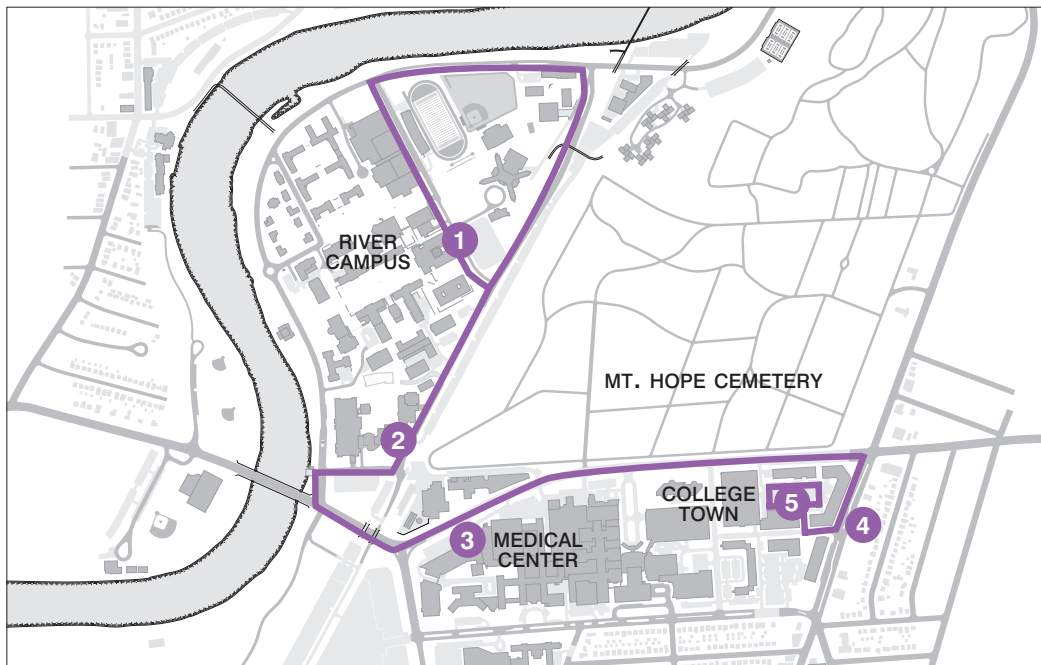 1
RIVER
CAMPUS
MT. HOPE CEMETERY
2
COLLEGE
TOWN
5
4
3
MEDICAL
CENTER